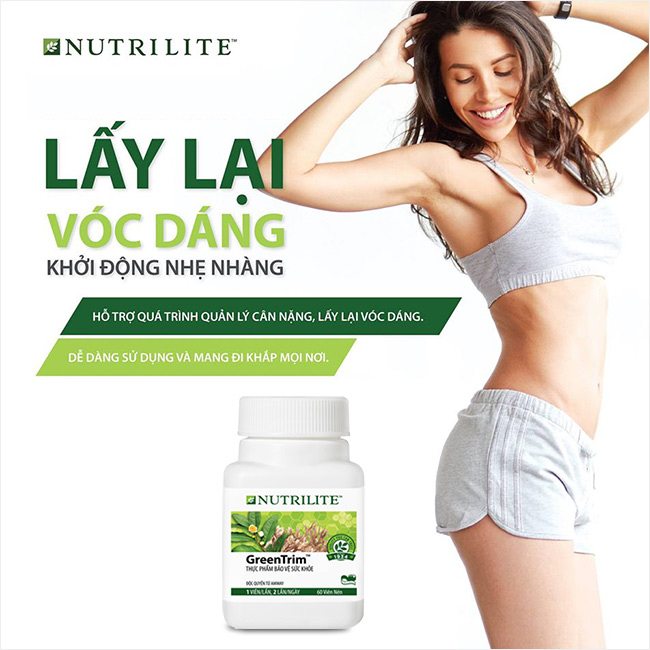 NUTRILITE™
LẤY LẠI
VÓC DÁNG
KHỞI ĐỘNG NHẸ NHÀNG
HỖ TRỢ QUÁ TRÌNH QUẢN LÝ CÂN NẶNG, LẤY LẠI VÓC DÁNG.
DỄ DÀNG SỬ DỤNG VÀ MANG ĐI KHẮP MỌI NƠI.
NUTRILITE™
GreenTrim™
THỰC PHẨM BẢO VỆ SỨC KHỎE
ĐỘC QUYỀN TỪ AMWAY
1 VIÊN/LẦN, 2 LẦN/NGÀY 60 Viên Nén
1934